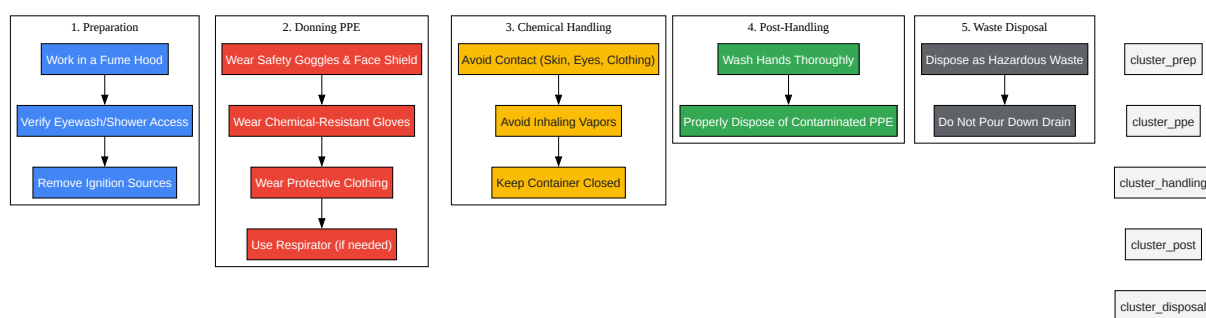 1. Preparation
Work in a Fume Hood
Verify Eyewash/Shower Access
Remove Ignition Sources
2. Donning PPE
Wear Safety Goggles & Face Shield
Wear Chemical-Resistant Gloves
Wear Protective Clothing
Use Respirator (if needed)
3. Chemical Handling
Avoid Contact (Skin, Eyes, Clothing)
Avoid Inhaling Vapors
Keep Container Closed
4. Post-Handling
Wash Hands Thoroughly
Properly Dispose of Contaminated PPE
5. Waste Disposal
Dispose as Hazardous Waste
Do Not Pour Down Drain
cluster_prep
cluster_ppe
cluster_handling
cluster_post
cluster_disposal